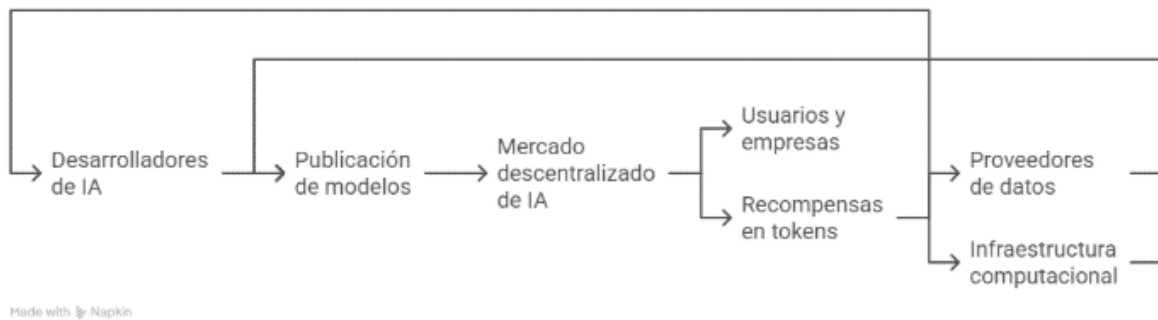 Desarrolladores
de IA
Publicación
de modelos
Mercado
descentralizado
de IA
Usuarios y
empresas
Recompensas
en tokens
Proveedores
de datos
Infraestructura
computacional
Made with Napkin